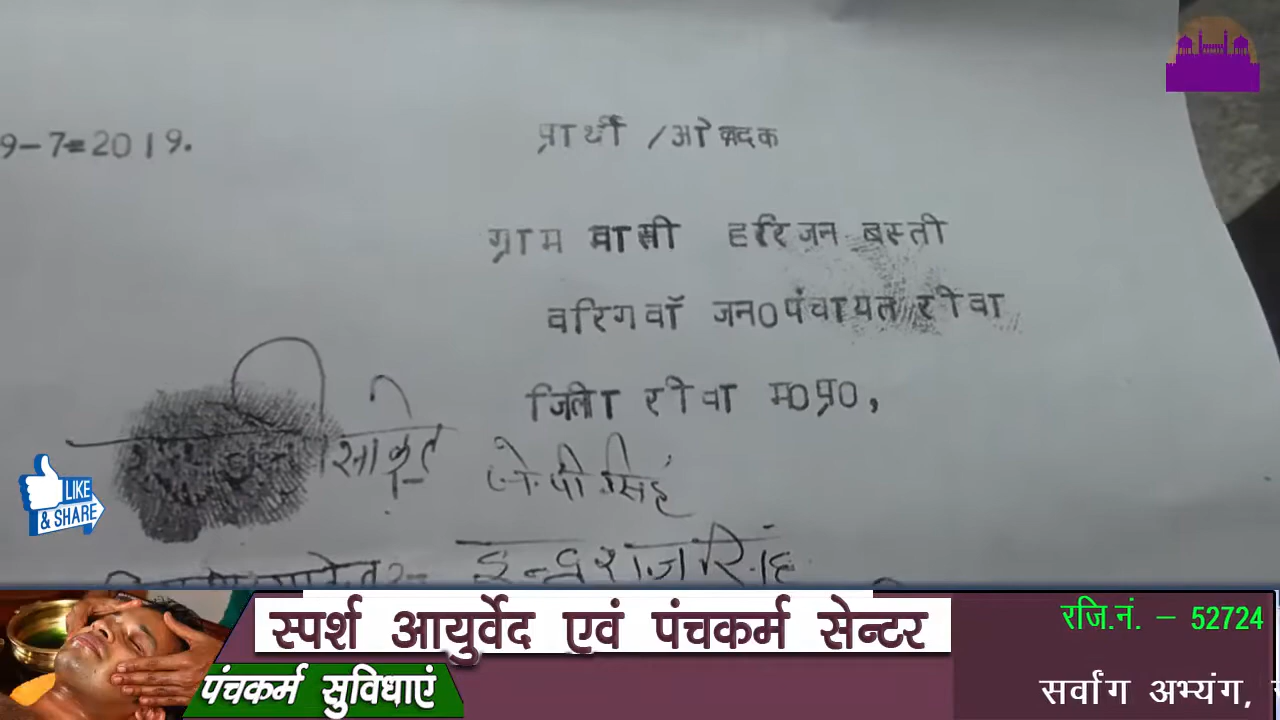 9-7=2019.
प्रार्थी /आवेदक
ग्राम वासी हरिजन बस्ती
वरिगवॉ जन0पंचायत रीवा
जिला रीवा म0प्र0,
साकेत जे.पी.सिंह
इन्द्रराजसिंह
LIKE
& SHARE
स्पर्श आयुर्वेद एवं पंचकर्म सेन्टर
रजि.नं. – 52724
पंचकर्म सुविधाएं
सर्वांग अभ्यंग,